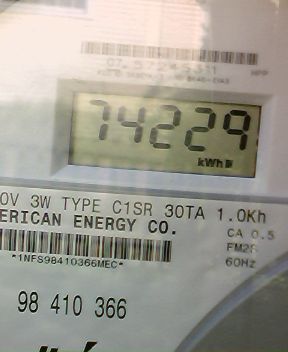 74229
kWh
0V 3W TYPE C1SR 30TA 1.0Kh
ERICAN ENERGY CO.
CA 0.5
*1NFS98410366MEC*
60Hz
98 410 366